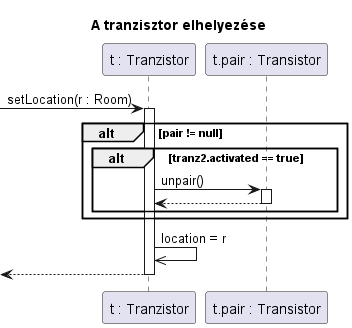 A tranzisztor elhelyezése
t : Tranzistor t.pair : Transistor
setLocation(r : Room)
alt [pair != null]
alt [tranz2.activated == true]
unpair()
location = r
t : Tranzistor t.pair : Transistor